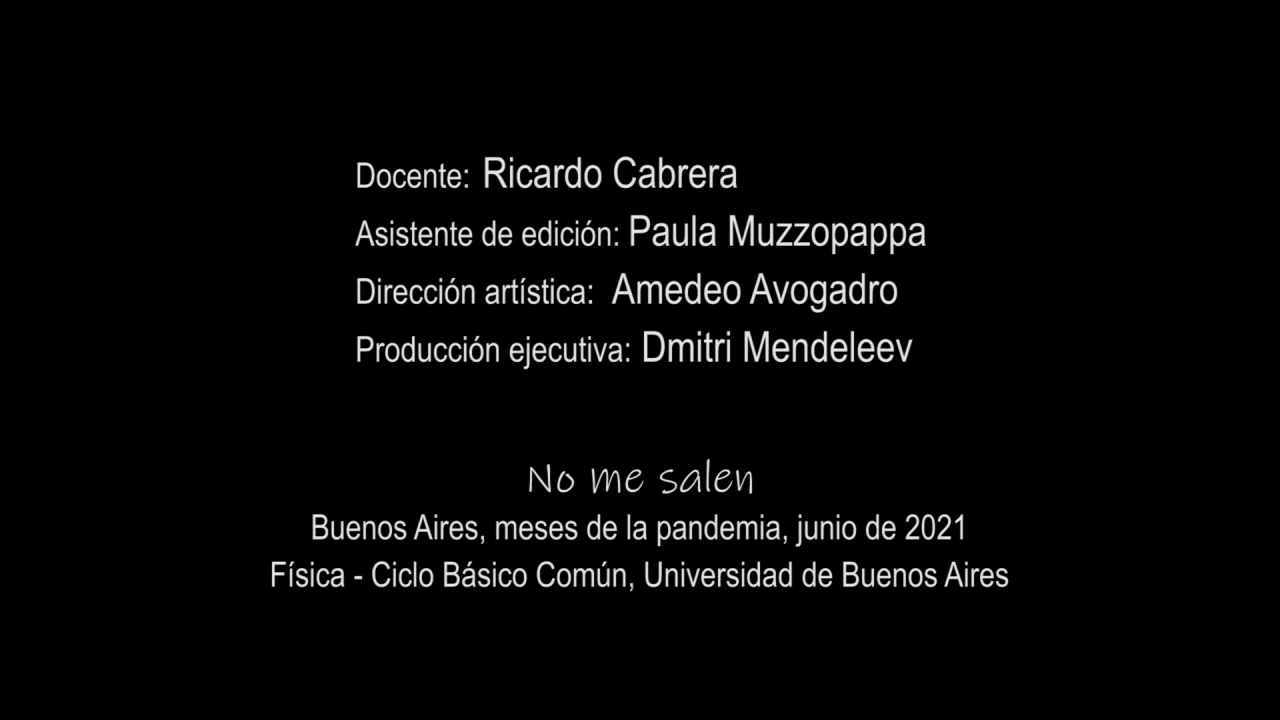 Docente: Ricardo Cabrera
Asistente de edición: Paula Muzzopappa
Dirección artística: Amedeo Avogadro
Producción ejecutiva: Dmitri Mendeleev
No me salen
Buenos Aires, meses de la pandemia, junio de 2021
Física - Ciclo Básico Común, Universidad de Buenos Aires